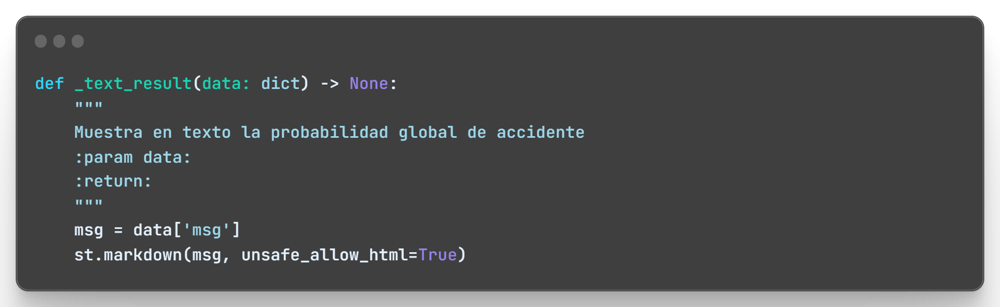 def _text_result(data: dict) -> None:
    """
    Muestra en texto la probabilidad global de accidente
    :param data:
    :return:
    """
    msg = data['msg']
    st.markdown(msg, unsafe_allow_html=True)